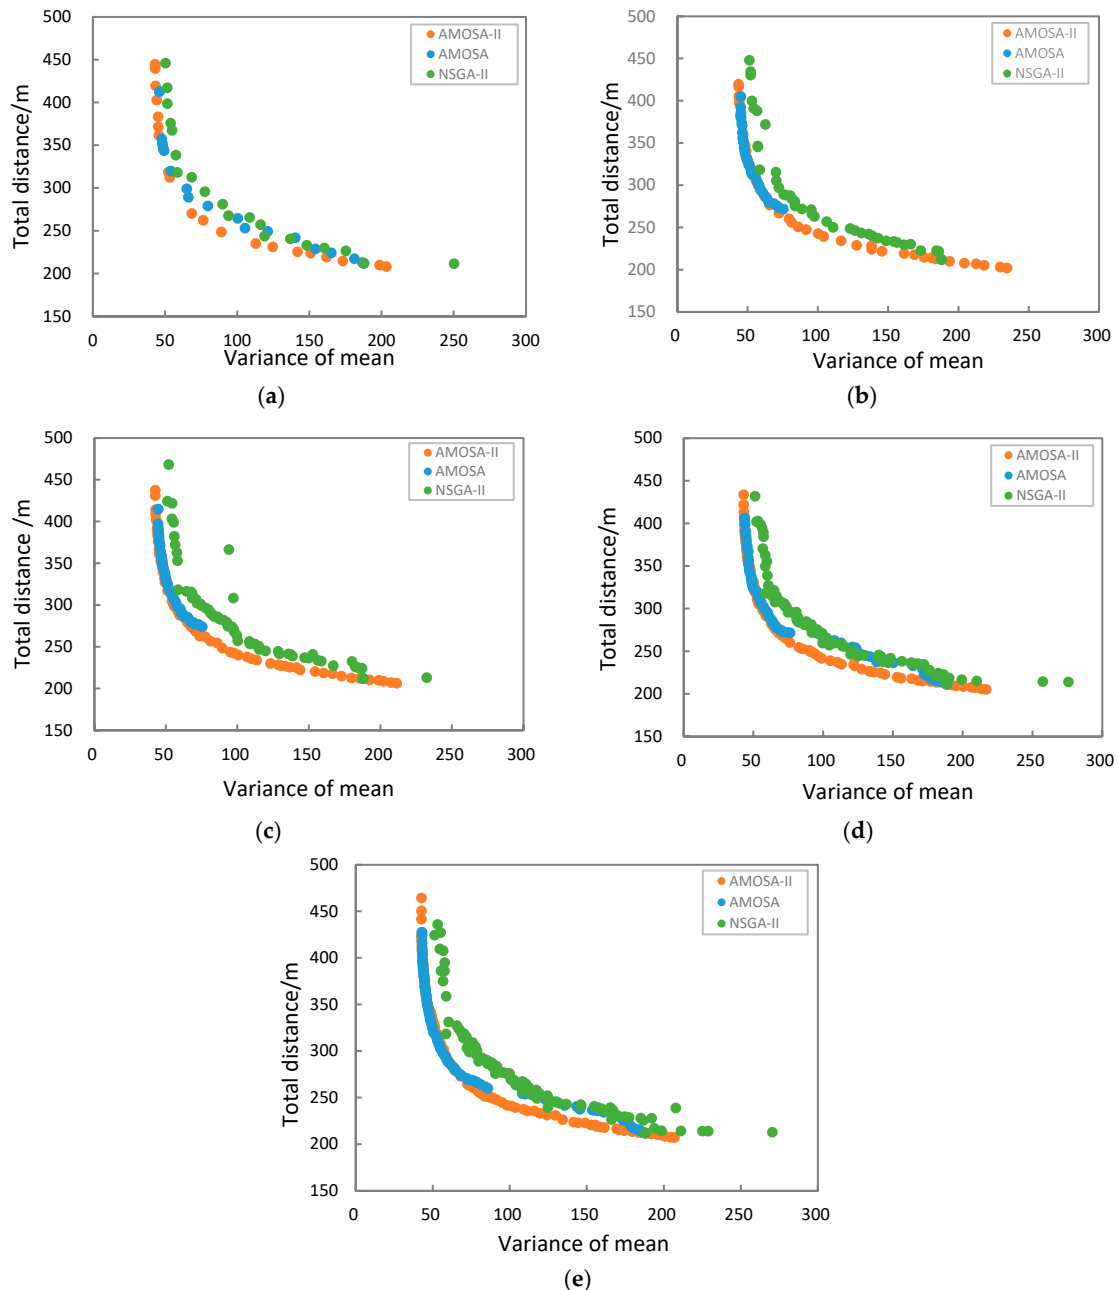 500
450
400
350
300
250
200
150
0
50
100
150
200
250
300
Total distance/m
Variance of mean
AMOSA-II
AMOSA
NSGA-II
(a)
500
450
400
350
300
250
200
150
0
50
100
150
200
250
300
Total distance/m
Variance of mean
AMOSA-II
AMOSA
NSGA-II
(b)
500
450
400
350
300
250
200
150
0
50
100
150
200
250
300
Total distance /m
Variance of mean
AMOSA-II
AMOSA
NSGA-II
(c)
500
450
400
350
300
250
200
150
0
50
100
150
200
250
300
Total distance/m
Variance of mean
AMOSA-II
AMOSA
NSGA-II
(d)
500
450
400
350
300
250
200
150
0
50
100
150
200
250
300
Total distance/m
Variance of mean
AMOSA-II
AMOSA
NSGA-II
(e)